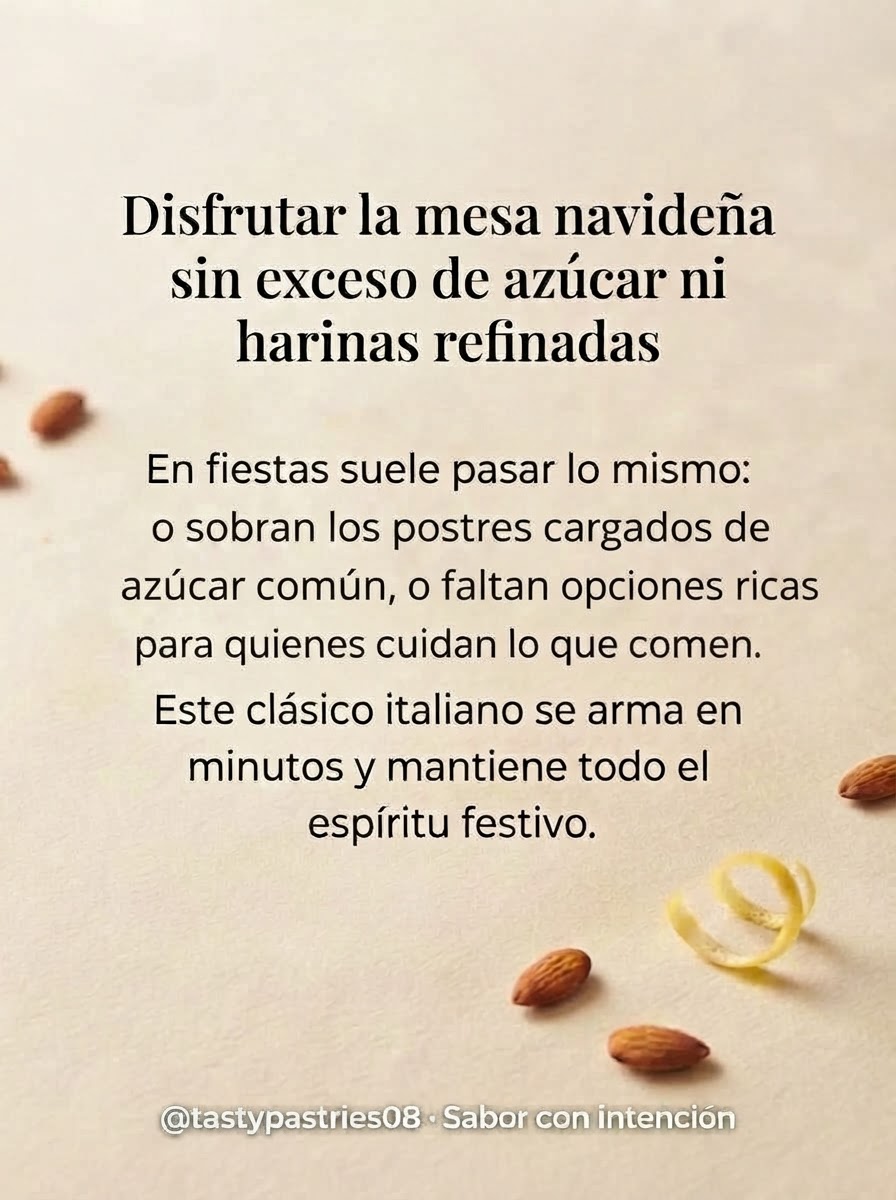 Disfrutar la mesa navideña
sin exceso de azúcar ni
harinas refinadas
En fiestas suele pasar lo mismo:
o sobran los postres cargados de
azúcar común, o faltan opciones ricas
para quienes cuidan lo que comen.
Este clásico italiano se arma en
minutos y mantiene todo el
espíritu festivo.
@tastypastries08 · Sabor con intención